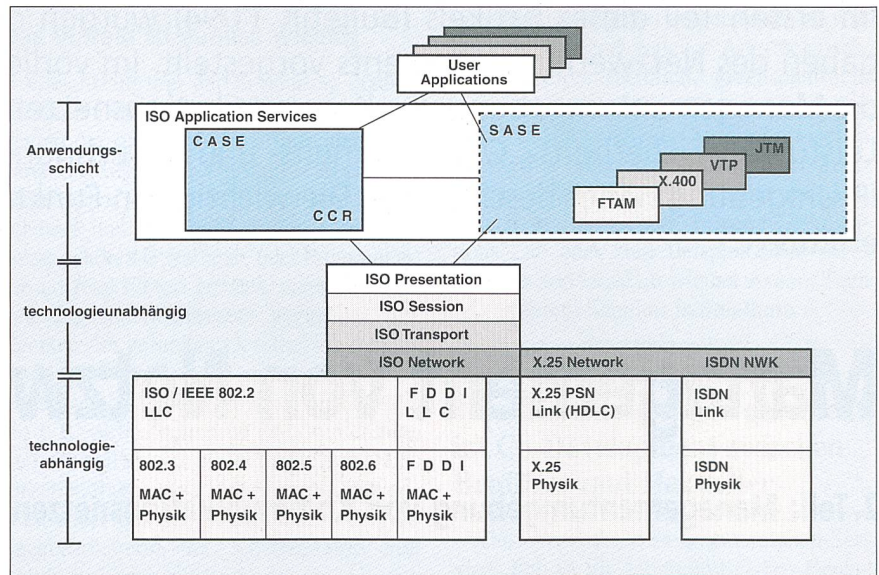 User
Applications
ISO Application Services
CASE
CCR
SASE
JTM
VTP
X.400
FTAM
Anwendungs-
schicht
technologieunabhängig
ISO Presentation
ISO Session
ISO Transport
ISO Network
X.25 Network
ISDN NWK
technologie-
abhängig
ISO / IEEE 802.2
LLC
FDDI
LLC
X.25 PSN
Link (HDLC)
ISDN
Link
802.3
MAC +
Physik
802.4
MAC +
Physik
802.5
MAC +
Physik
802.6
MAC +
Physik
FDDI
MAC +
Physik
X.25
Physik
ISDN
Physik